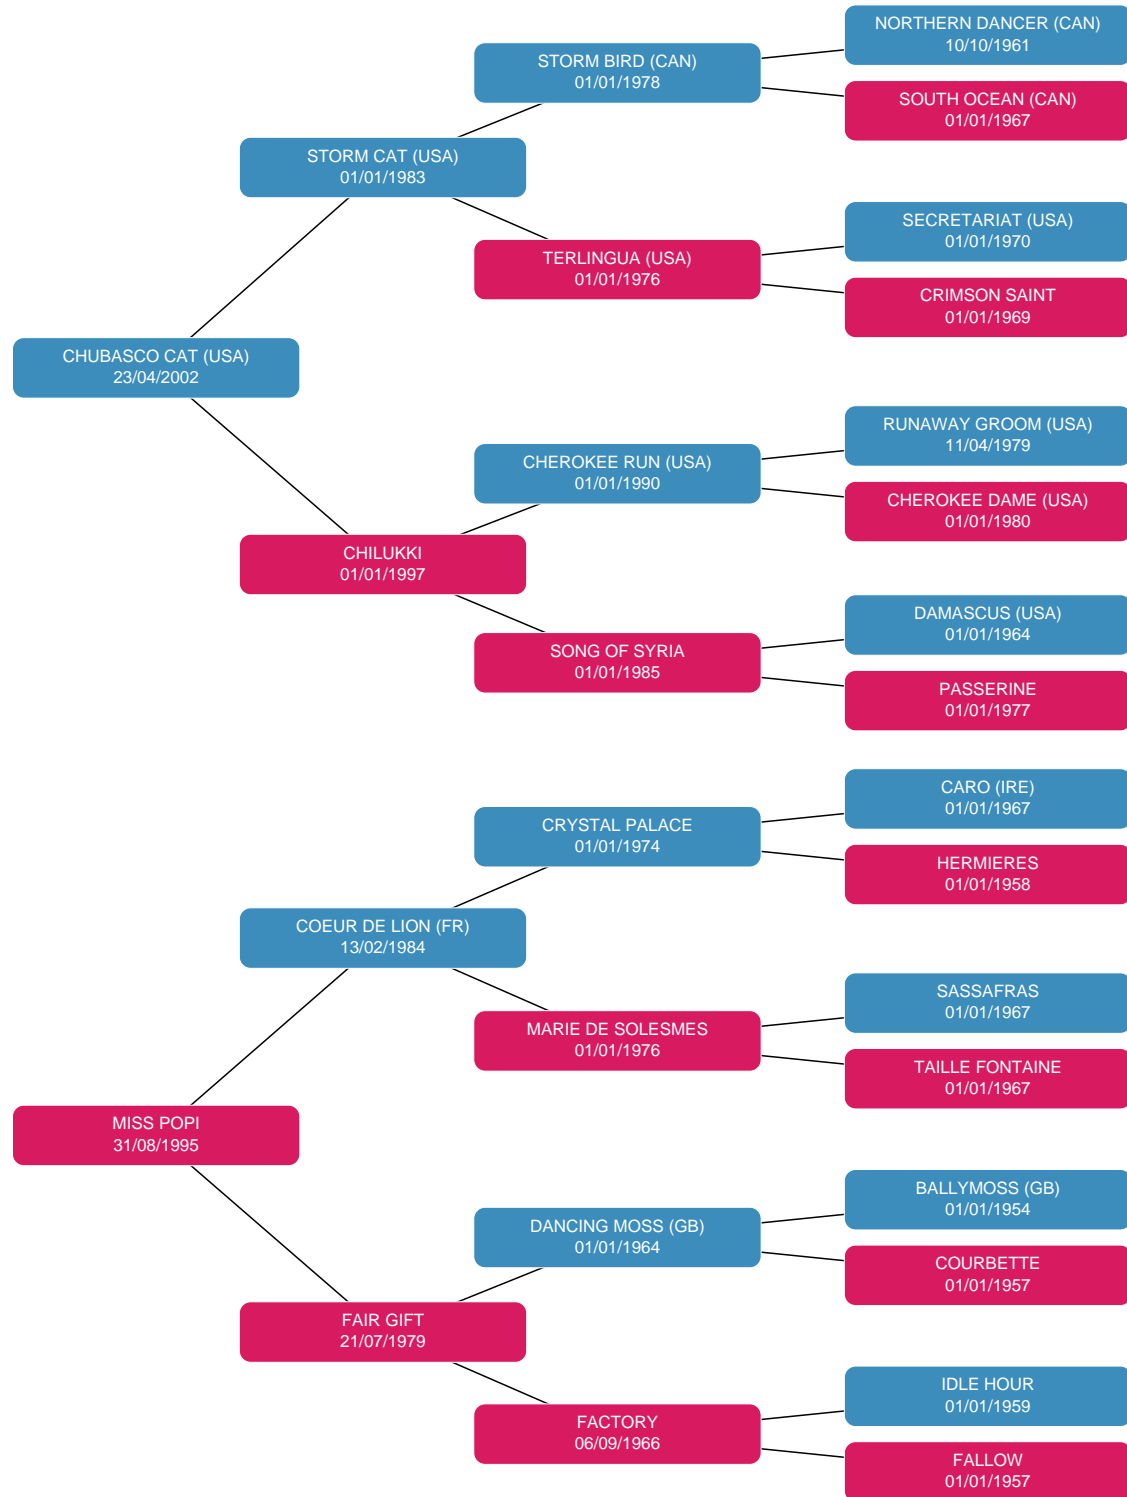 NORTHERN DANCER (CAN)
10/10/1961
STORM BIRD (CAN)
01/01/1978
SOUTH OCEAN (CAN)
01/01/1967
STORM CAT (USA)
01/01/1983
SECRETARIAT (USA)
01/01/1970
TERLINGUA (USA)
01/01/1976
CRIMSON SAINT
01/01/1969
CHUBASCO CAT (USA)
23/04/2002
RUNAWAY GROOM (USA)
11/04/1979
CHEROKEE RUN (USA)
01/01/1990
CHEROKEE DAME (USA)
01/01/1980
CHILUKKI
01/01/1997
DAMASCUS (USA)
01/01/1964
SONG OF SYRIA
01/01/1985
PASSERINE
01/01/1977
CARO (IRE)
01/01/1967
CRYSTAL PALACE
01/01/1974
HERMIERES
01/01/1958
COEUR DE LION (FR)
13/02/1984
SASSAFRAS
01/01/1967
MARIE DE SOLESMES
01/01/1976
TAILLE FONTAINE
01/01/1967
MISS POPI
31/08/1995
BALLYMOSS (GB)
01/01/1954
DANCING MOSS (GB)
01/01/1964
COURBETTE
01/01/1957
FAIR GIFT
21/07/1979
IDLE HOUR
01/01/1959
FACTORY
06/09/1966
FALLOW
01/01/1957